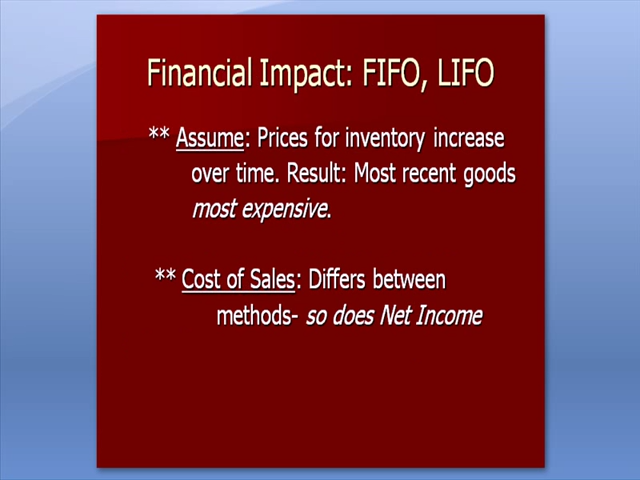 Financial Impact: FIFO, LIFO
** Assume: Prices for inventory increase
over time. Result: Most recent goods
most expensive.
** Cost of Sales: Differs between
methods- so does Net Income